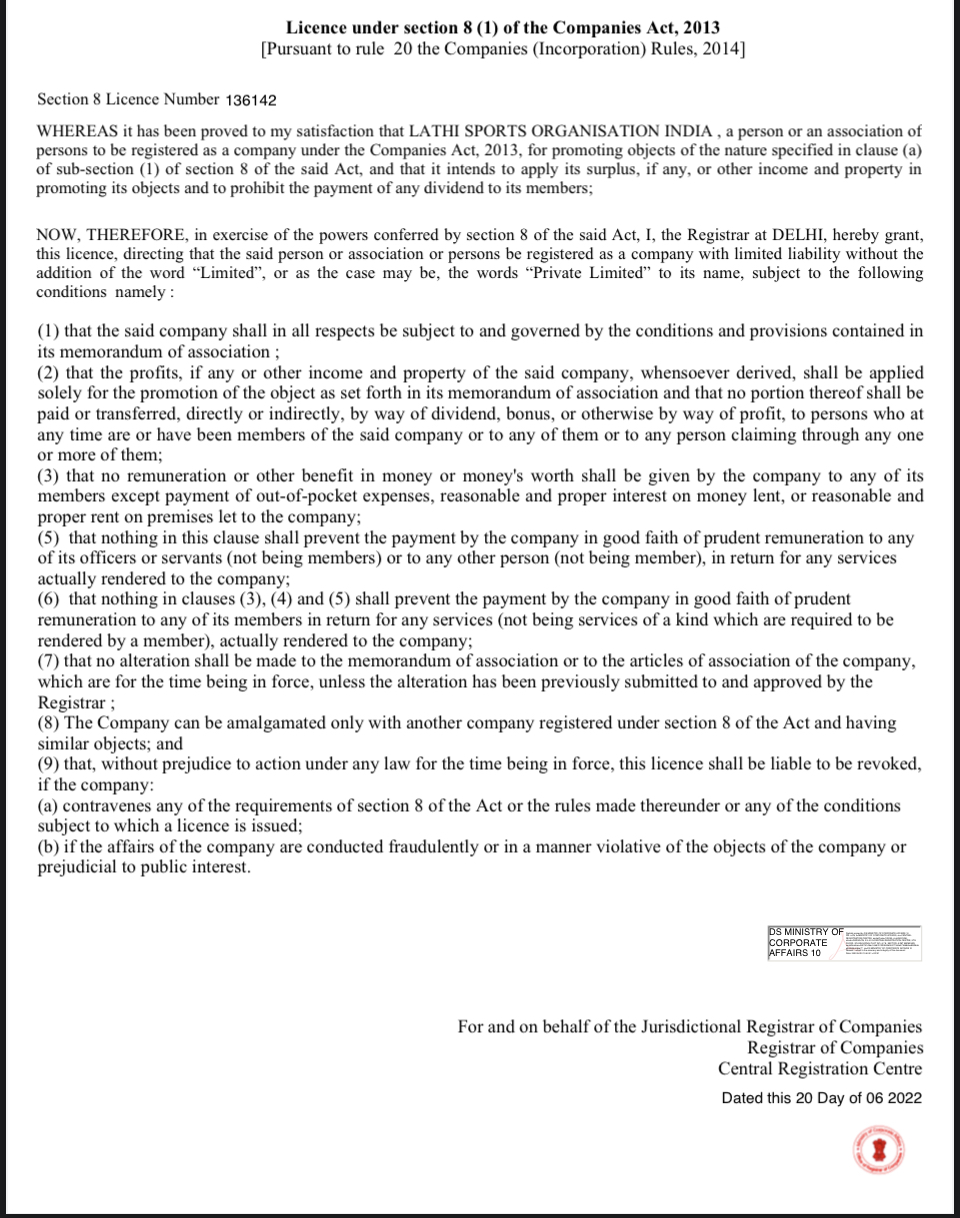 Licence under section 8 (1) of the Companies Act, 2013
[Pursuant to rule 20 the Companies (Incorporation) Rules, 2014]
Section 8 Licence Number 136142
WHEREAS it has been proved to my satisfaction that LATHI SPORTS ORGANISATION INDIA , a person or an association of
persons to be registered as a company under the Companies Act, 2013, for promoting objects of the nature specified in clause (a)
of sub-section (1) of section 8 of the said Act, and that it intends to apply its surplus, if any, or other income and property in
promoting its objects and to prohibit the payment of any dividend to its members;
NOW, THEREFORE, in exercise of the powers conferred by section 8 of the said Act, I, the Registrar at DELHI, hereby grant,
this licence, directing that the said person or association or persons be registered as a company with limited liability without the
addition of the word “Limited”, or as the case may be, the words “Private Limited” to its name, subject to the following
conditions namely :
(1) that the said company shall in all respects be subject to and governed by the conditions and provisions contained in
its memorandum of association ;
(2) that the profits, if any or other income and property of the said company, whensoever derived, shall be applied
solely for the promotion of the object as set forth in its memorandum of association and that no portion thereof shall be
paid or transferred, directly or indirectly, by way of dividend, bonus, or otherwise by way of profit, to persons who at
any time are or have been members of the said company or to any of them or to any person claiming through any one
or more of them;
(3) that no remuneration or other benefit in money or money's worth shall be given by the company to any of its
members except payment of out-of-pocket expenses, reasonable and proper interest on money lent, or reasonable and
proper rent on premises let to the company;
(5) that nothing in this clause shall prevent the payment by the company in good faith of prudent remuneration to any
of its officers or servants (not being members) or to any other person (not being member), in return for any services
actually rendered to the company;
(6) that nothing in clauses (3), (4) and (5) shall prevent the payment by the company in good faith of prudent
remuneration to any of its members in return for any services (not being services of a kind which are required to be
rendered by a member), actually rendered to the company;
(7) that no alteration shall be made to the memorandum of association or to the articles of association of the company,
which are for the time being in force, unless the alteration has been previously submitted to and approved by the
Registrar ;
(8) The Company can be amalgamated only with another company registered under section 8 of the Act and having
similar objects; and
(9) that, without prejudice to action under any law for the time being in force, this licence shall be liable to be revoked,
if the company:
(a) contravenes any of the requirements of section 8 of the Act or the rules made thereunder or any of the conditions
subject to which a licence is issued;
(b) if the affairs of the company are conducted fraudulently or in a manner violative of the objects of the company or
prejudicial to public interest.
DS MINISTRY OF
CORPORATE
AFFAIRS 10
For and on behalf of the Jurisdictional Registrar of Companies
Registrar of Companies
Central Registration Centre
Dated this 20 Day of 06 2022